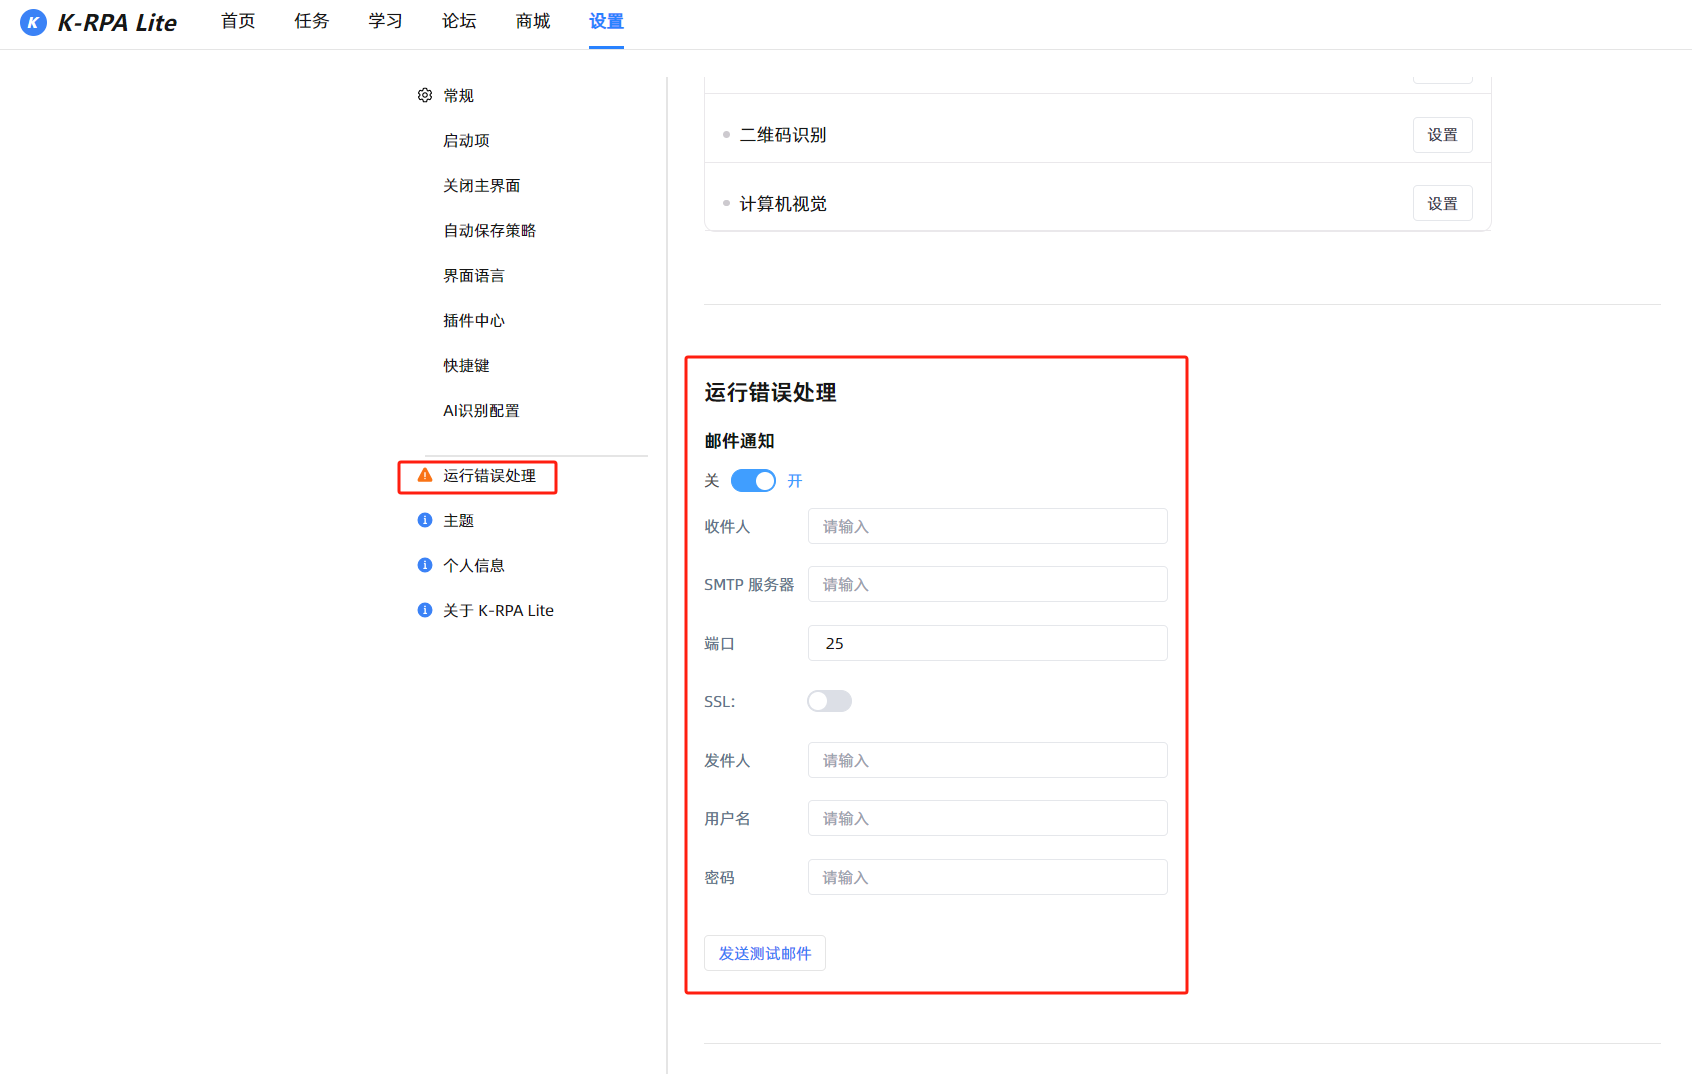 K K-RPA Lite 首页 任务 学习 论坛 商城 设置
常规
启动项
关闭主界面
自动保存策略
界面语言
插件中心
快捷键
AI识别配置
运行错误处理
主题
个人信息
关于 K-RPA Lite
二维码识别 设置
计算机视觉 设置
运行错误处理
邮件通知
关 开
收件人 请输入
SMTP 服务器 请输入
端口 25
SSL:
发件人 请输入
用户名 请输入
密码 请输入
发送测试邮件